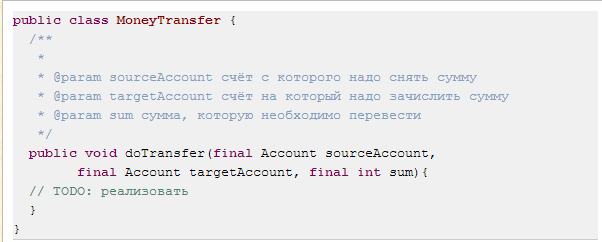 public class MoneyTransfer {
/**
*
* @param sourceAccount счёт с которого надо снять сумму
* @param targetAccount счёт на который надо зачислить сумму
* @param sum сумма, которую необходимо перевести
*/
public void doTransfer(final Account sourceAccount,
final Account targetAccount, final int sum){
// TODO: реализовать
}
}